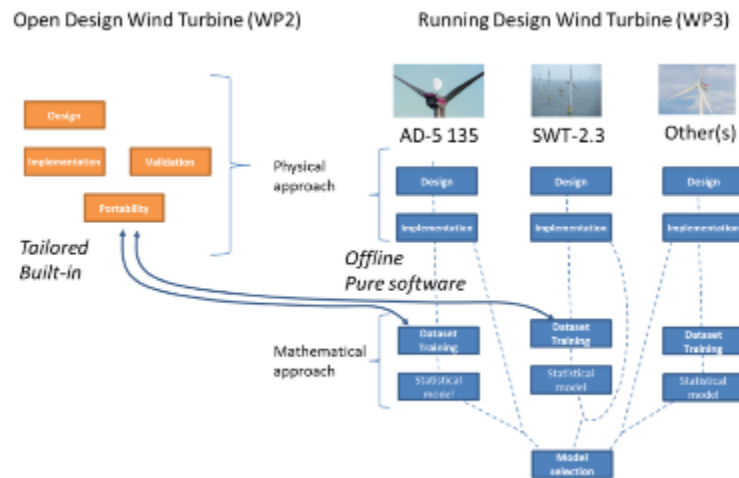 Open Design Wind Turbine (WP2)
Running Design Wind Turbine (WP3)
AD-5 135
SWT-2.3
Other(s)
Design
Implementation
Validation
Portability
Tailored
Built-in
Physical
approach
Design
Design
Design
Implementation
Implementation
Implementation
Offline
Pure software
Mathematical
approach
Dataset
Training
Dataset
Training
Dataset
Training
Statistical
model
Statistical
model
Statistical
model
Model
selection